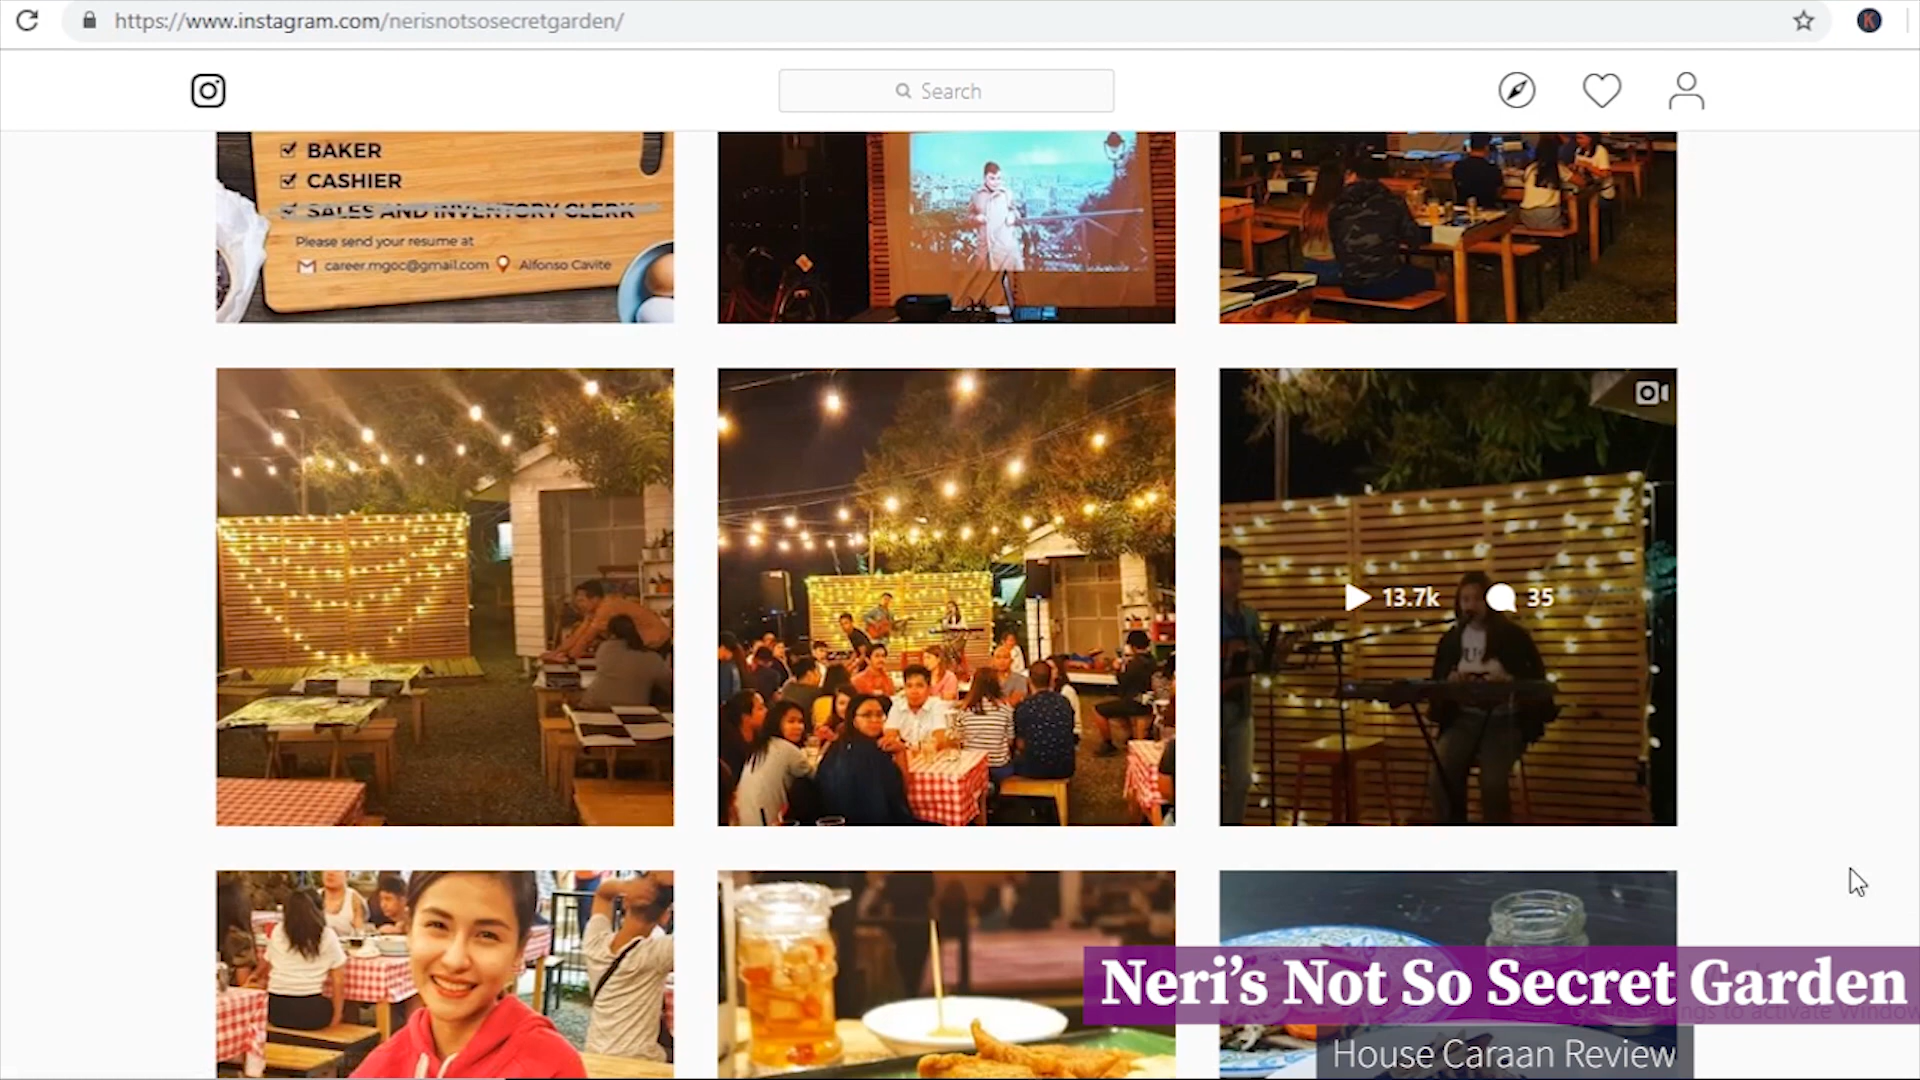 https://www.instagram.com/nerisnotsosecretgarden/
K
Search
BAKER
CASHIER
SALES AND INVENTORY CLERK
Please send your resume at
career.mgoc@gmail.com Alfonso Cavite
13.7k 35
Neri’s Not So Secret Garden
House Caraan Review